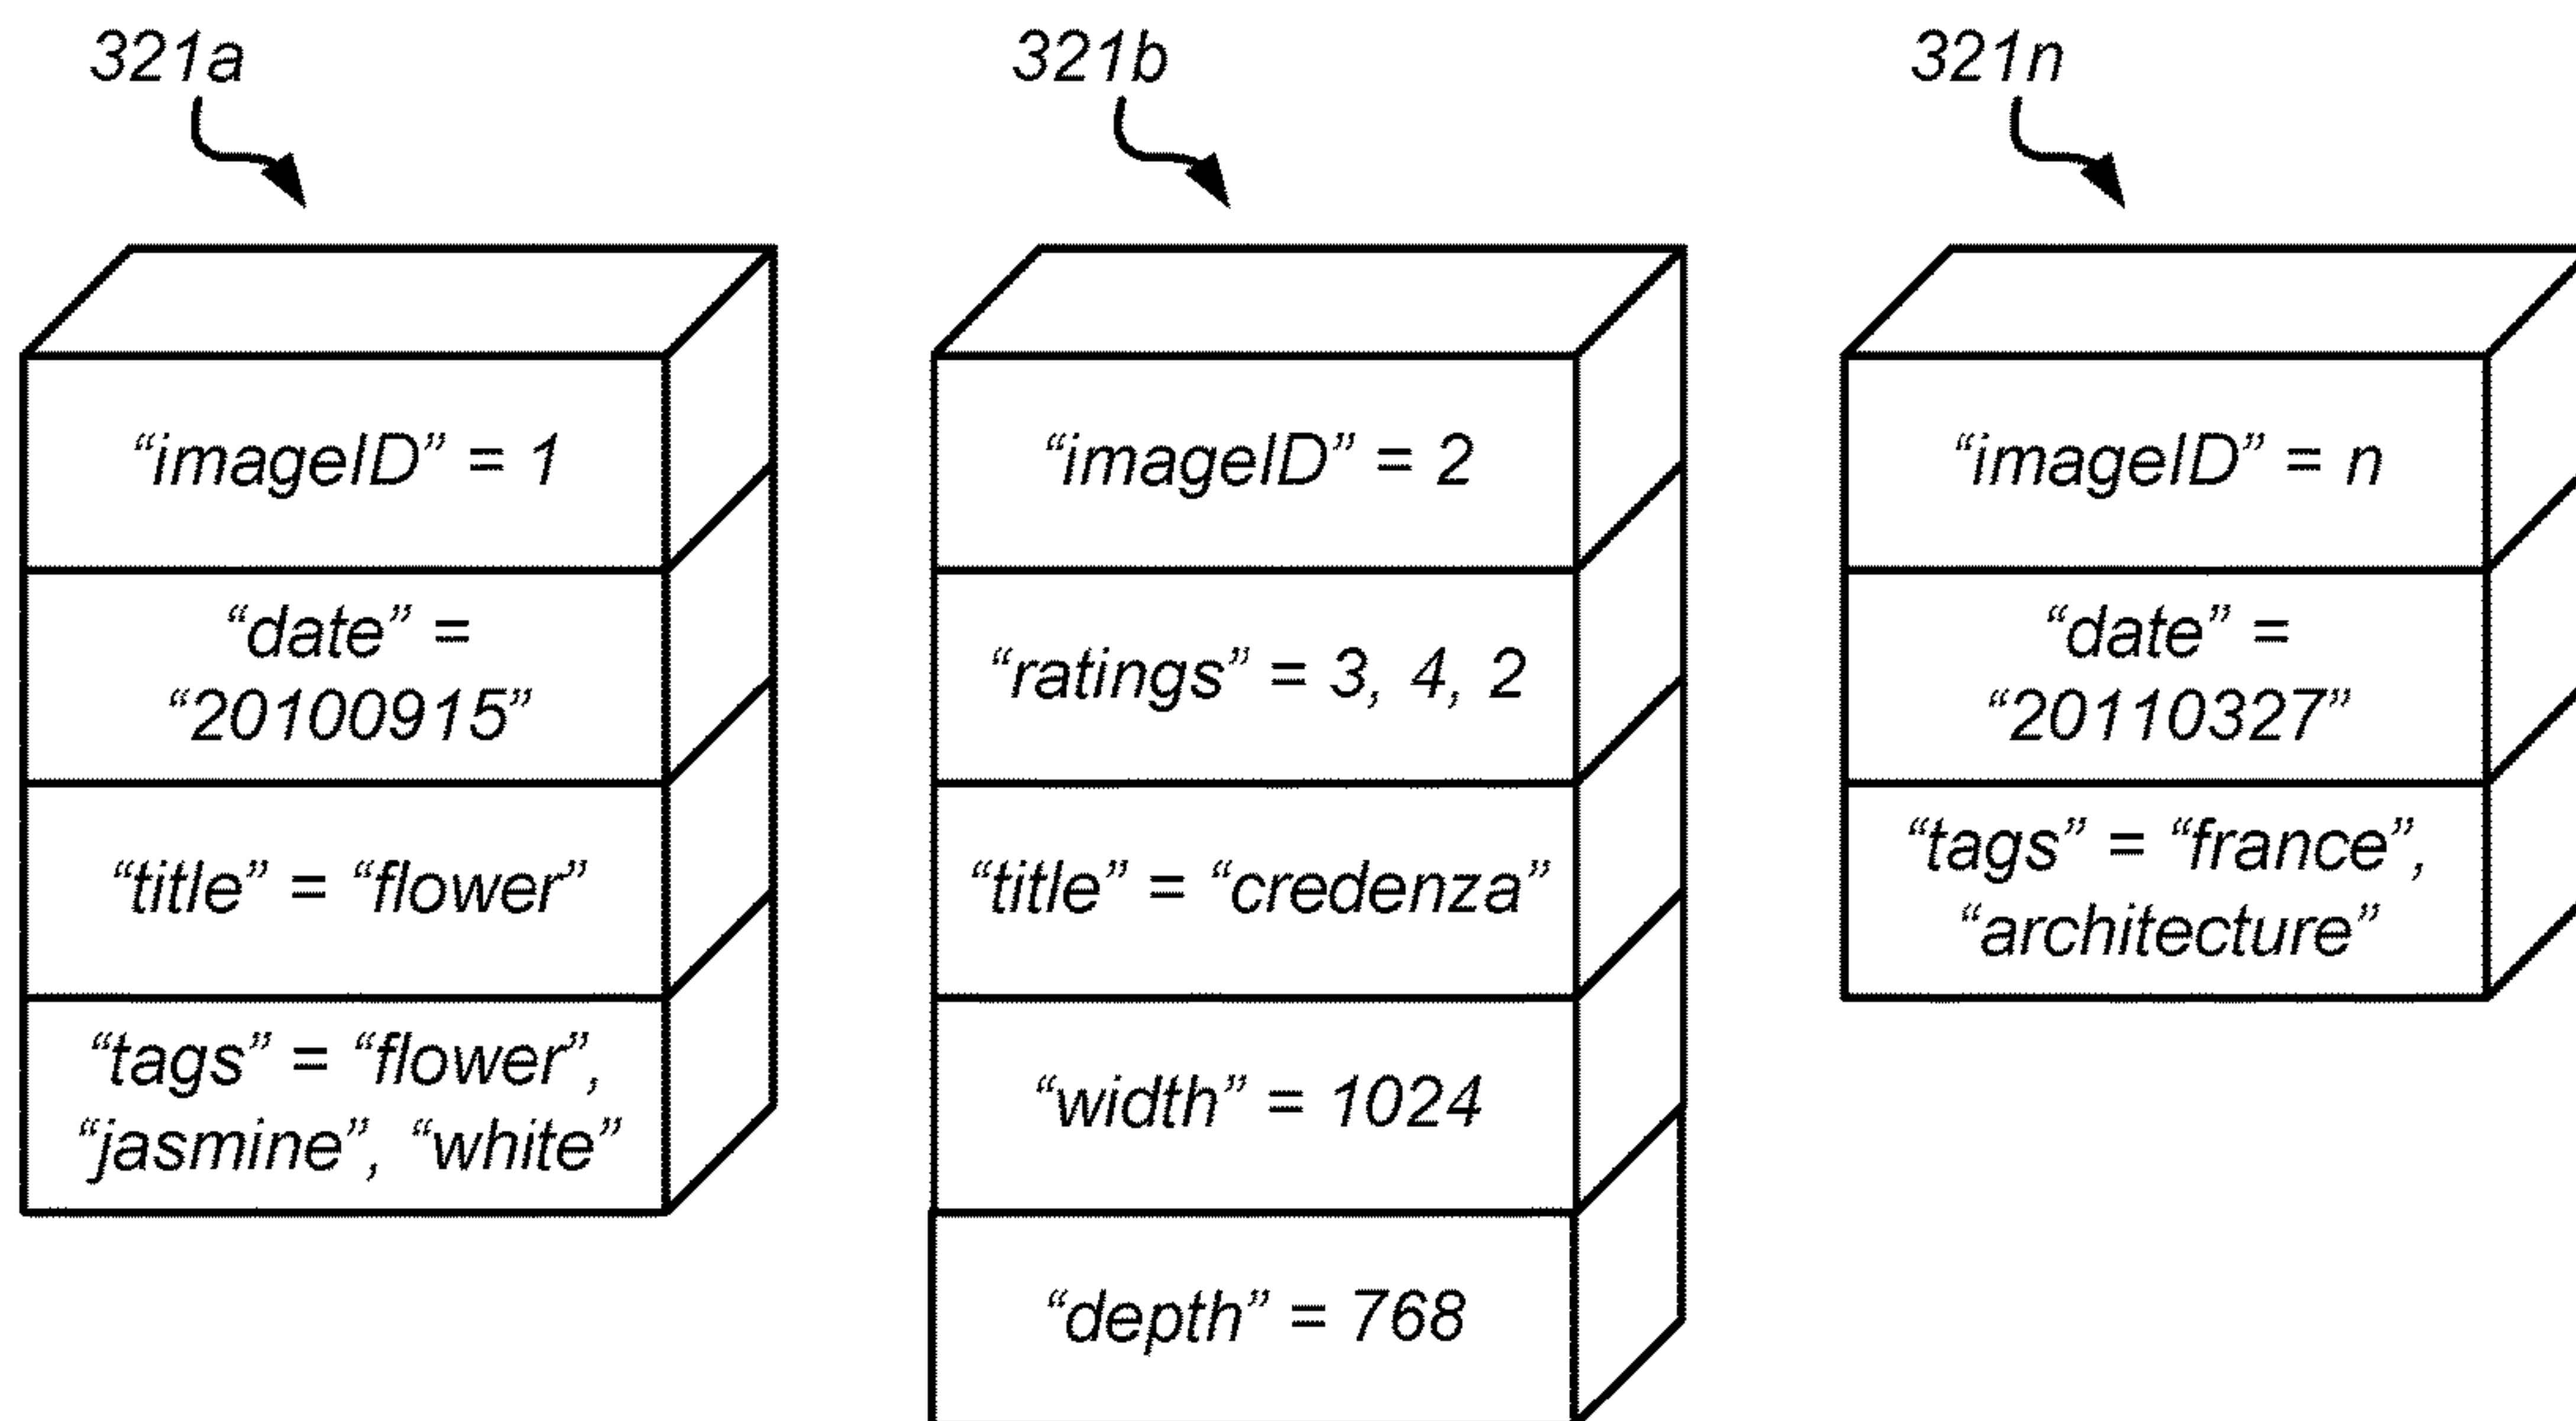 321a
“imageID” = 1
“date” =
“20100915”
“title” = “flower”
“tags” = “flower”,
“jasmine”, “white”
321b
“imageID” = 2
“ratings” = 3, 4, 2
“title” = “credenza”
“width” = 1024
“depth” = 768
321n
“imageID” = n
“date” =
“20110327”
“tags” = “france”,
“architecture”